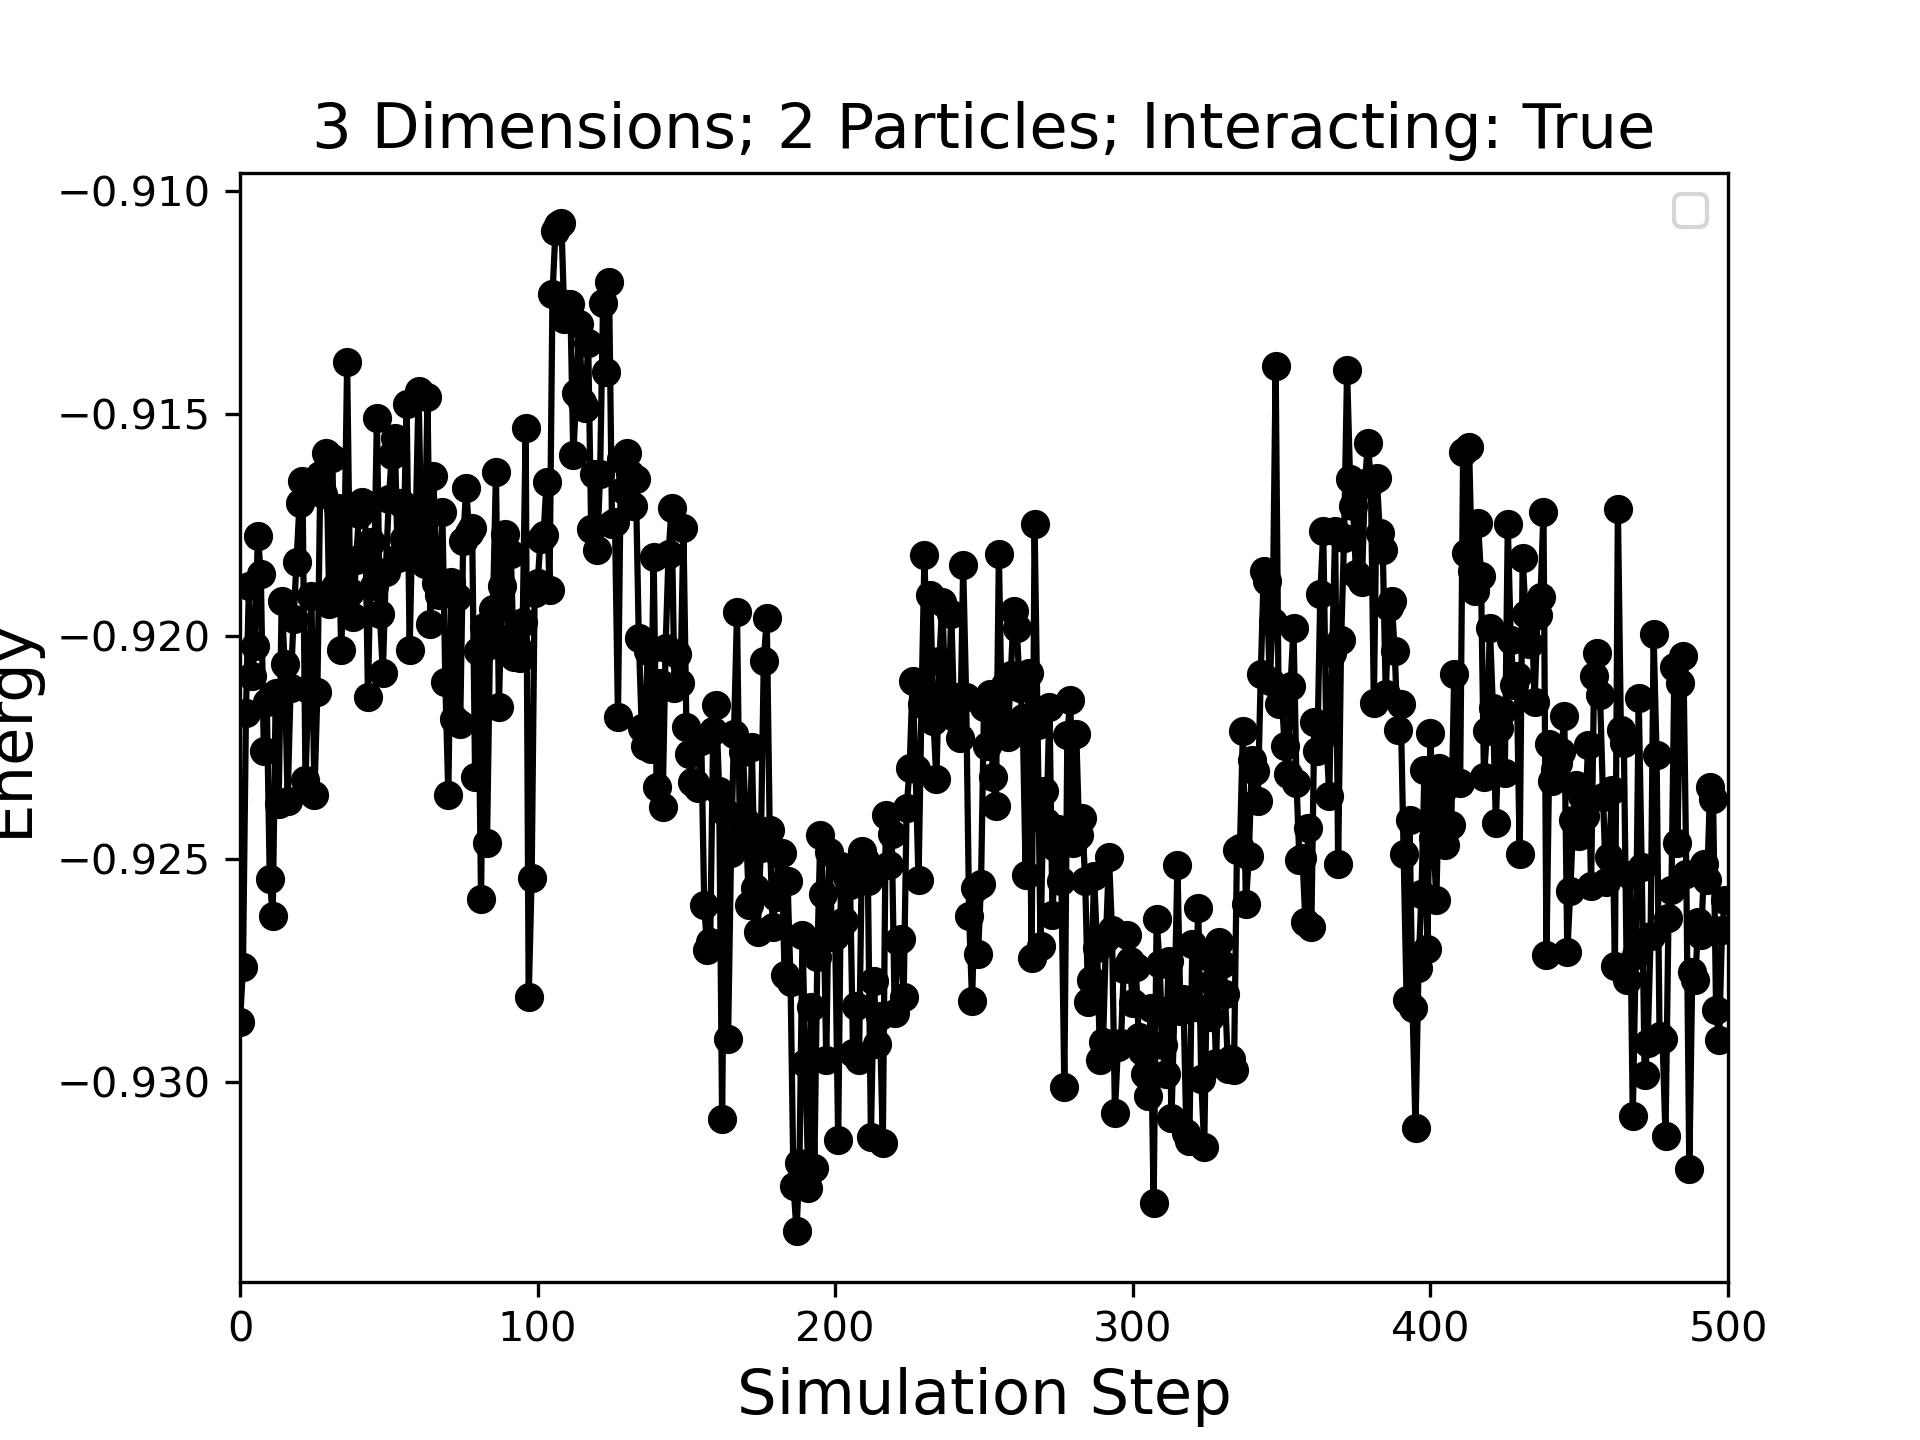 3 Dimensions; 2 Particles; Interacting: True
−0.910
−0.915
−0.920
−0.925
−0.930
Energy
0 100 200 300 400 500
Simulation Step